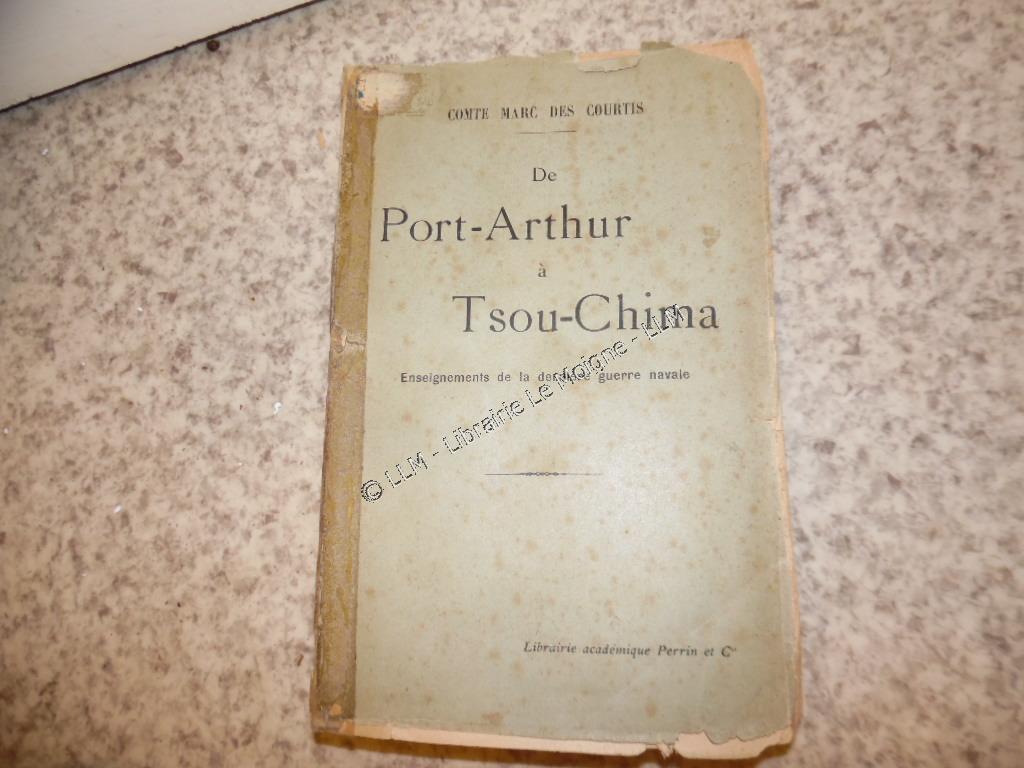 COMTE MARC DES COURTIS
De
Port-Arthur
à
Tsou-Chima
Enseignements de la dernière guerre navale
© LLM - Librairie Le Moigne - LLM
Librairie académique Perrin et Cie